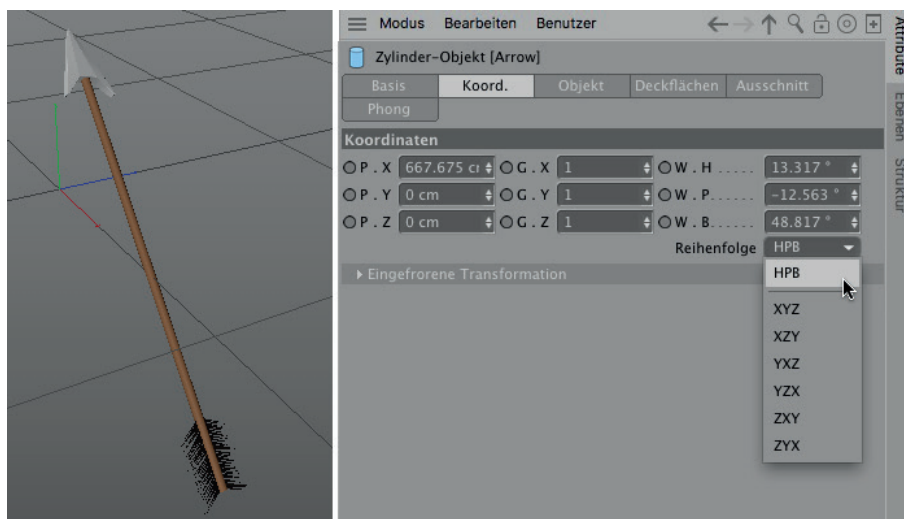 Modus Bearbeiten Benutzer
Zylinder-Objekt [Arrow]
Basis Koord. Objekt Deckflächen Ausschnitt
Phong
Koordinaten
P . X 667.675 cr G . X 1 W . H ..... 13.317 °
P . Y 0 cm G . Y 1 W . P...... -12.563 °
P . Z 0 cm G . Z 1 W . B...... 48.817 °
Reihenfolge HPB
Eingefrorene Transformation
HPB
XYZ
XZY
YXZ
YZX
ZXY
ZYX
Attribute
Ebenen
Struktur